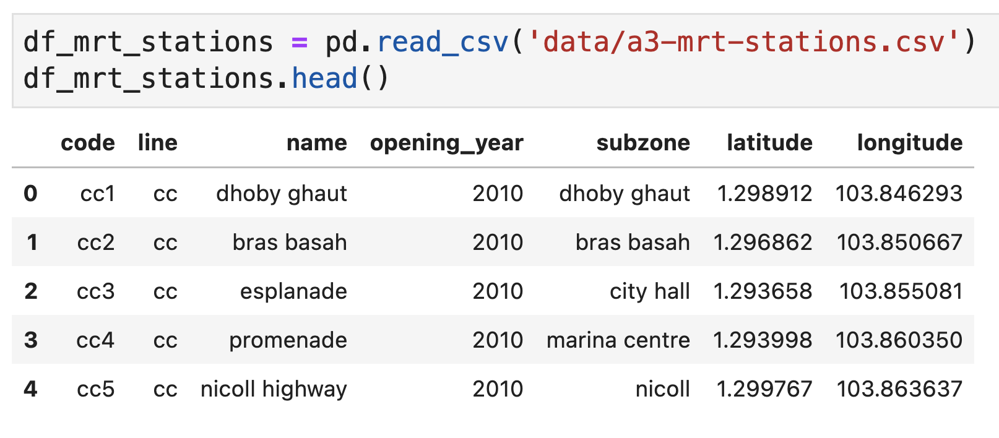 df_mrt_stations = pd.read_csv('data/a3-mrt-stations.csv')
df_mrt_stations.head()
code line name opening_year subzone latitude longitude
0 cc1 cc dhoby ghaut 2010 dhoby ghaut 1.298912 103.846293
1 cc2 cc bras basah 2010 bras basah 1.296862 103.850667
2 cc3 cc esplanade 2010 city hall 1.293658 103.855081
3 cc4 cc promenade 2010 marina centre 1.293998 103.860350
4 cc5 cc nicoll highway 2010 nicoll 1.299767 103.863637